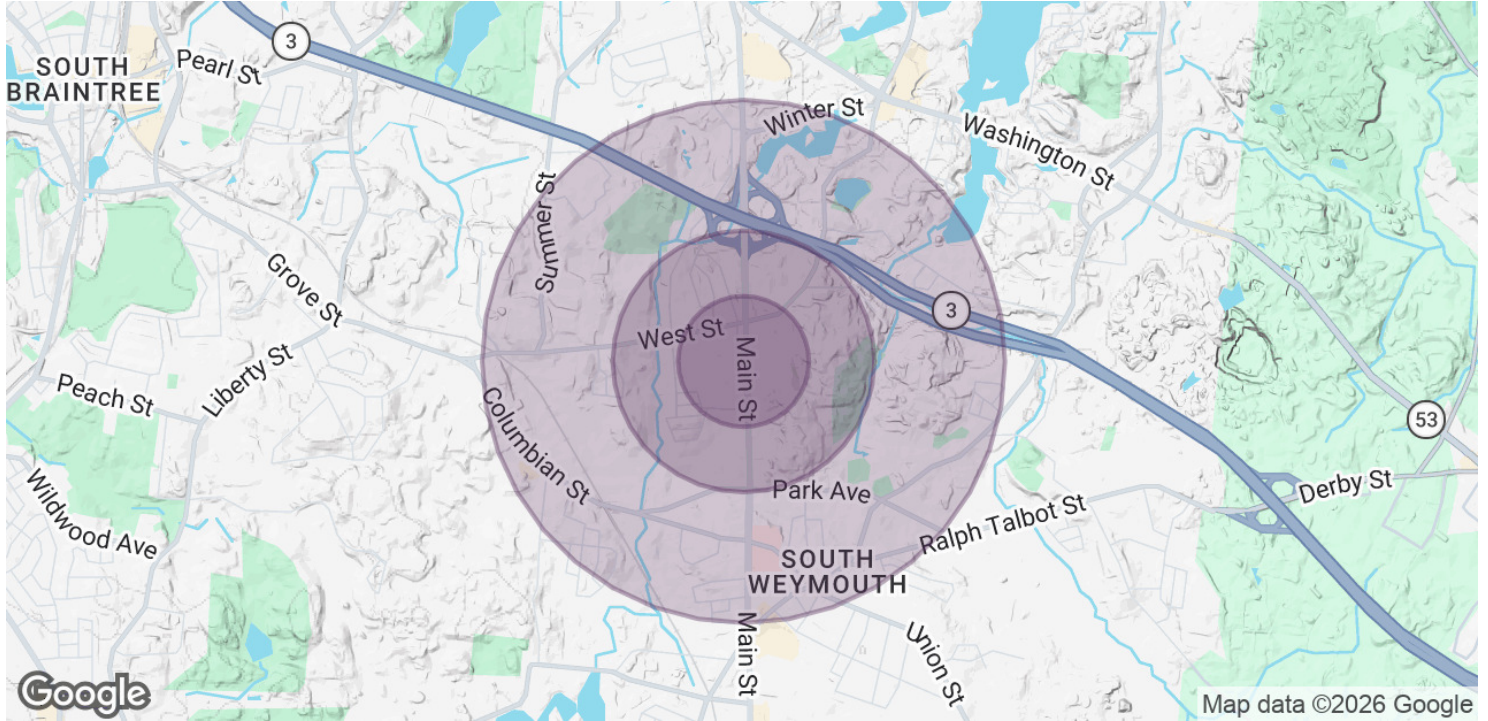 3
Pearl St
SOUTH
BRAINTREE
Winter St
Washington St
Summer St
Grove St
West St
Main St
3
Liberty St
Peach St
Columbian St
53
Derby St
Park Ave
Wildwood Ave
Ralph Talbot St
SOUTH
WEYMOUTH
Main St
Union St
Google
Map data ©2026 Google